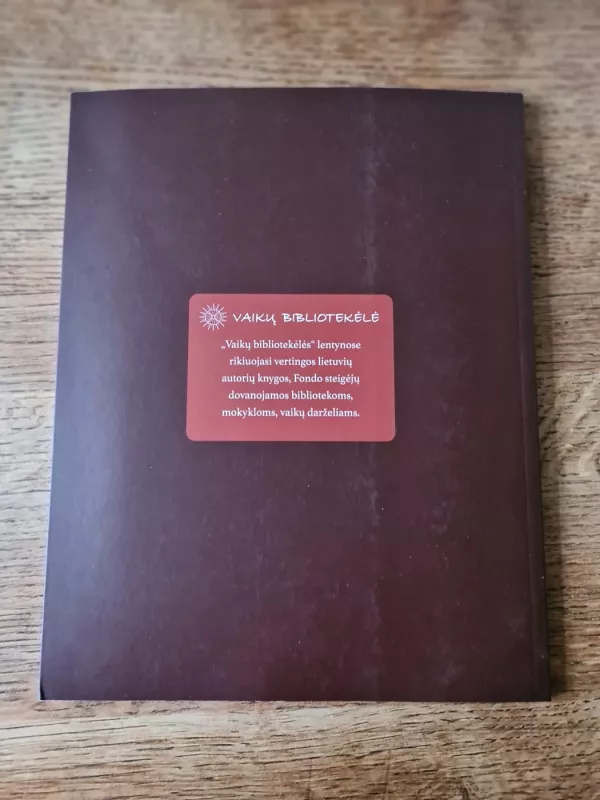 VAIKŲ BIBLIOTEKĖLĖ
„Vaikų bibliotekėlės“ lentynose
rikiuojasi vertingos lietuvių
autorių knygos, Fondo steigėjų
dovanojamos bibliotekoms,
mokykloms, vaikų darželiams.